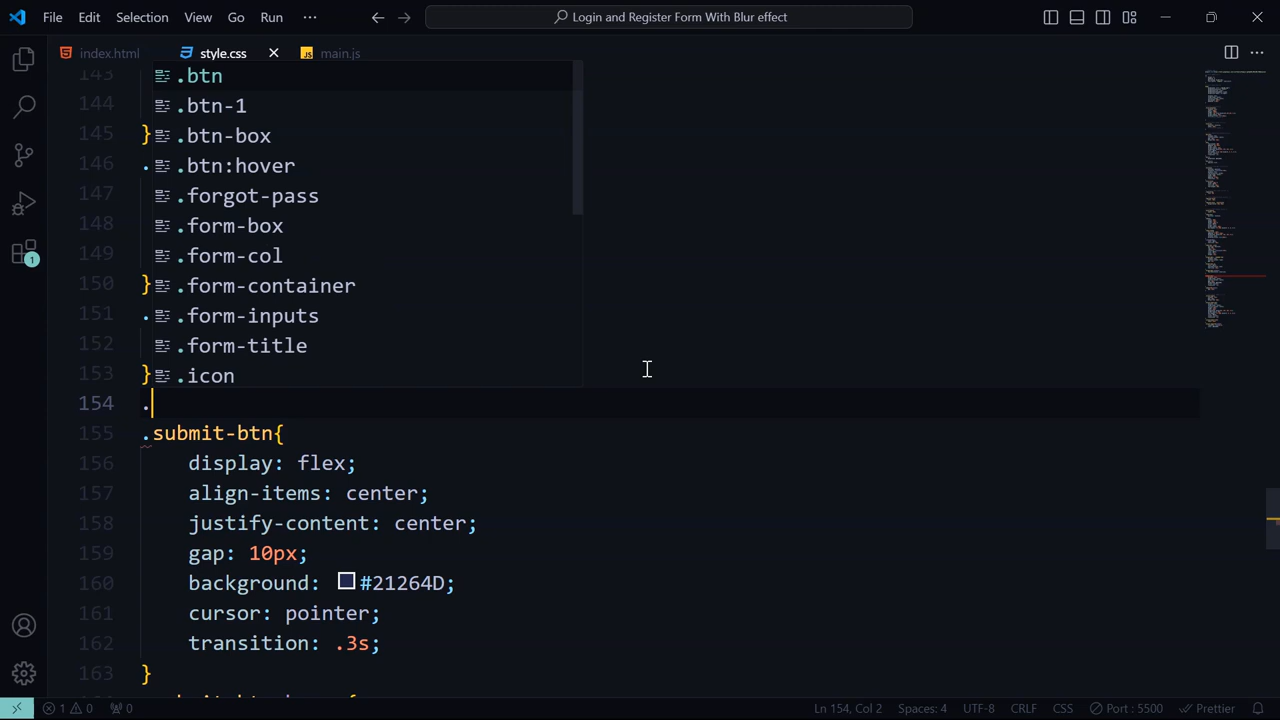 File Edit Selection View Go Run ···
Login and Register Form With Blur effect
index.html
style.css
main.js
143
.btn
144
.btn-1
145 }
.btn-box
146 .
.btn:hover
147
.forgot-pass
148
.form-box
149
.form-col
150 }
.form-container
151 .
.form-inputs
152
.form-title
153 }
.icon
154 .
155 .submit-btn{
156 display: flex;
157 align-items: center;
158 justify-content: center;
159 gap: 10px;
160 background: #21264D;
161 cursor: pointer;
162 transition: .3s;
163 }
1
1 0 0 Ln 154, Col 2 Spaces: 4 UTF-8 CRLF CSS Port : 5500 Prettier